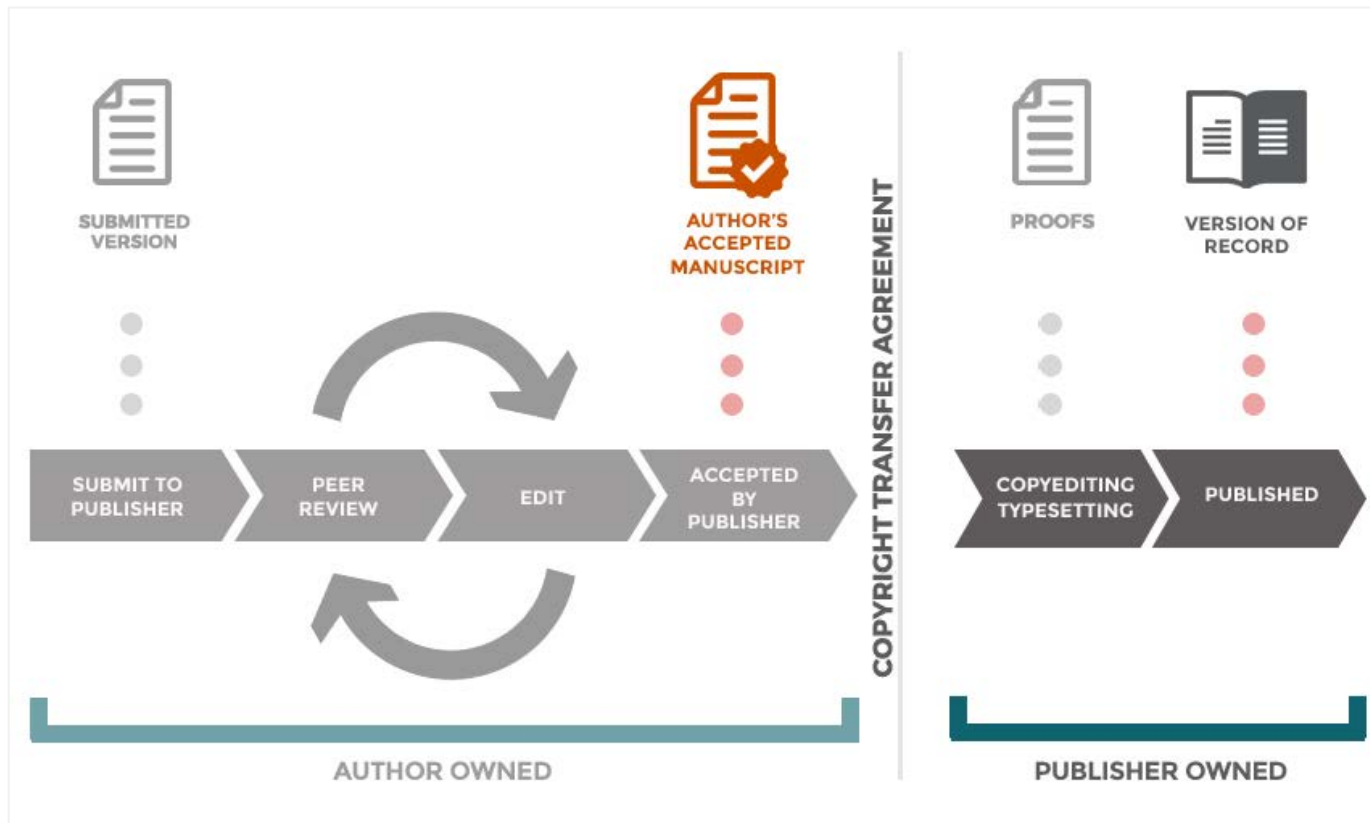 SUBMITTED
VERSION
AUTHOR'S
ACCEPTED
MANUSCRIPT
COPYRIGHT TRANSFER AGREEMENT
PROOFS
VERSION OF
RECORD
SUBMIT TO
PUBLISHER
PEER
REVIEW
EDIT
ACCEPTED
BY
PUBLISHER
COPYEDITING
TYPESETTING
PUBLISHED
AUTHOR OWNED
PUBLISHER OWNED